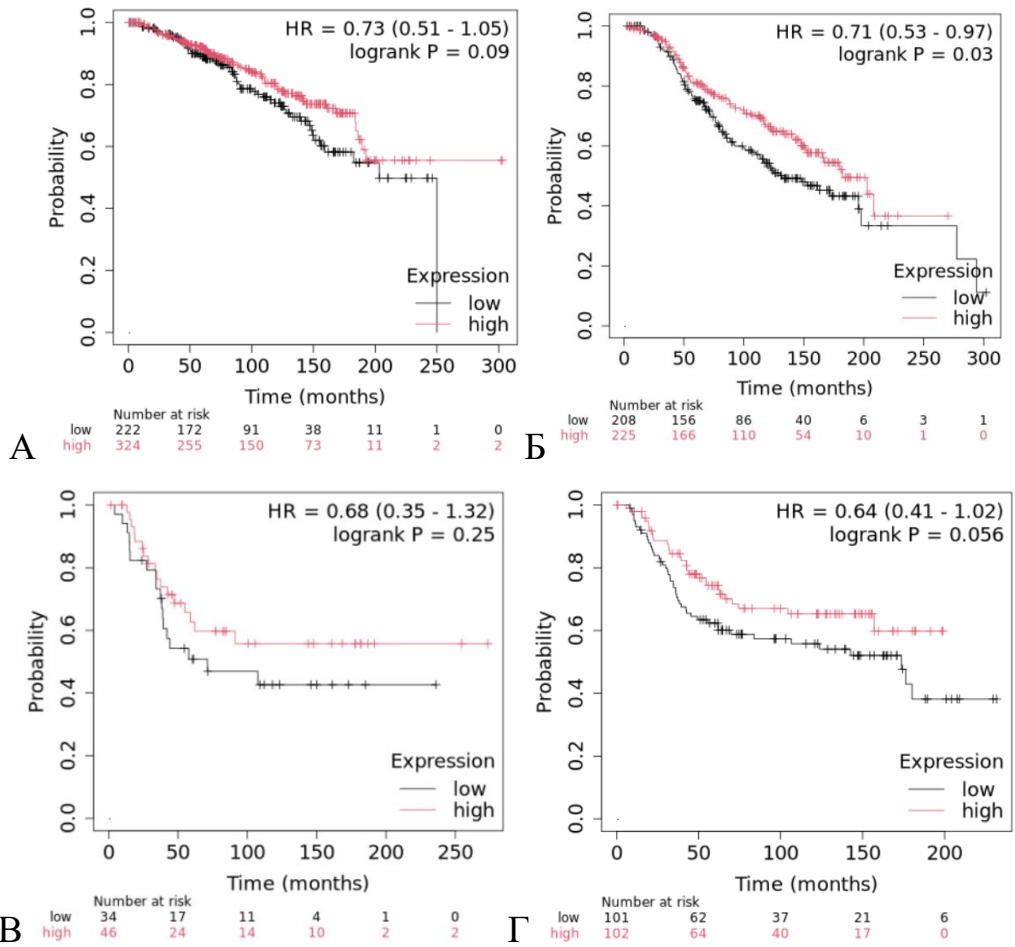 HR = 0.73 (0.51 - 1.05)
logrank P = 0.09
Probability
0.0 0.2 0.4 0.6 0.8 1.0
Expression
low
high
0 50 100 150 200 250 300
Time (months)
Number at risk
low 222 172 91 38 11 1 0
high 324 255 150 73 11 2 2
А
HR = 0.71 (0.53 - 0.97)
logrank P = 0.03
Probability
0.0 0.2 0.4 0.6 0.8 1.0
Expression
low
high
0 50 100 150 200 250 300
Time (months)
Number at risk
low 208 156 86 40 6 3 1
high 225 166 110 54 10 1 0
Б
HR = 0.68 (0.35 - 1.32)
logrank P = 0.25
Probability
0.0 0.2 0.4 0.6 0.8 1.0
Expression
low
high
0 50 100 150 200 250
Time (months)
Number at risk
low 34 17 11 4 1 0
high 46 24 14 10 2 2
В
HR = 0.64 (0.41 - 1.02)
logrank P = 0.056
Probability
0.0 0.2 0.4 0.6 0.8 1.0
Expression
low
high
0 50 100 150 200
Time (months)
Number at risk
low 101 62 37 21 6
high 102 64 40 17 0
Г